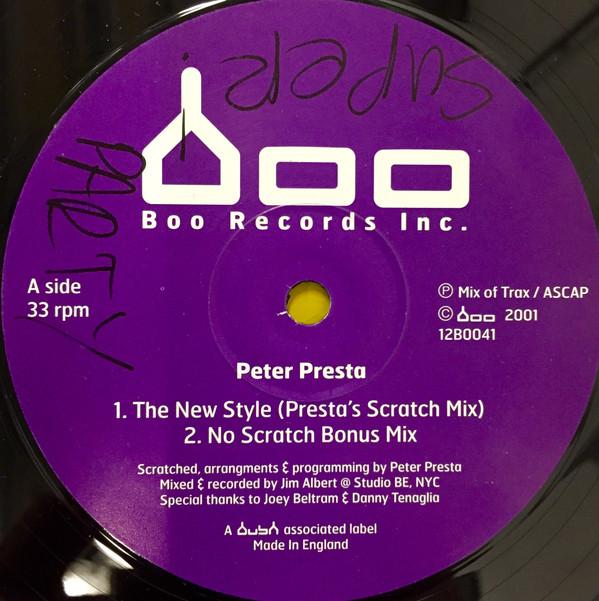 SUPER
PARTY
boo
Boo Records Inc.
A side
33 rpm
℗ Mix of Trax / ASCAP
© boo 2001
12B0041
Peter Presta
1. The New Style (Presta's Scratch Mix)
2. No Scratch Bonus Mix
Scratched, arrangments & programming by Peter Presta
Mixed & recorded by Jim Albert @ Studio BE, NYC
Special thanks to Joey Beltram & Danny Tenaglia
A associated label
Made In England